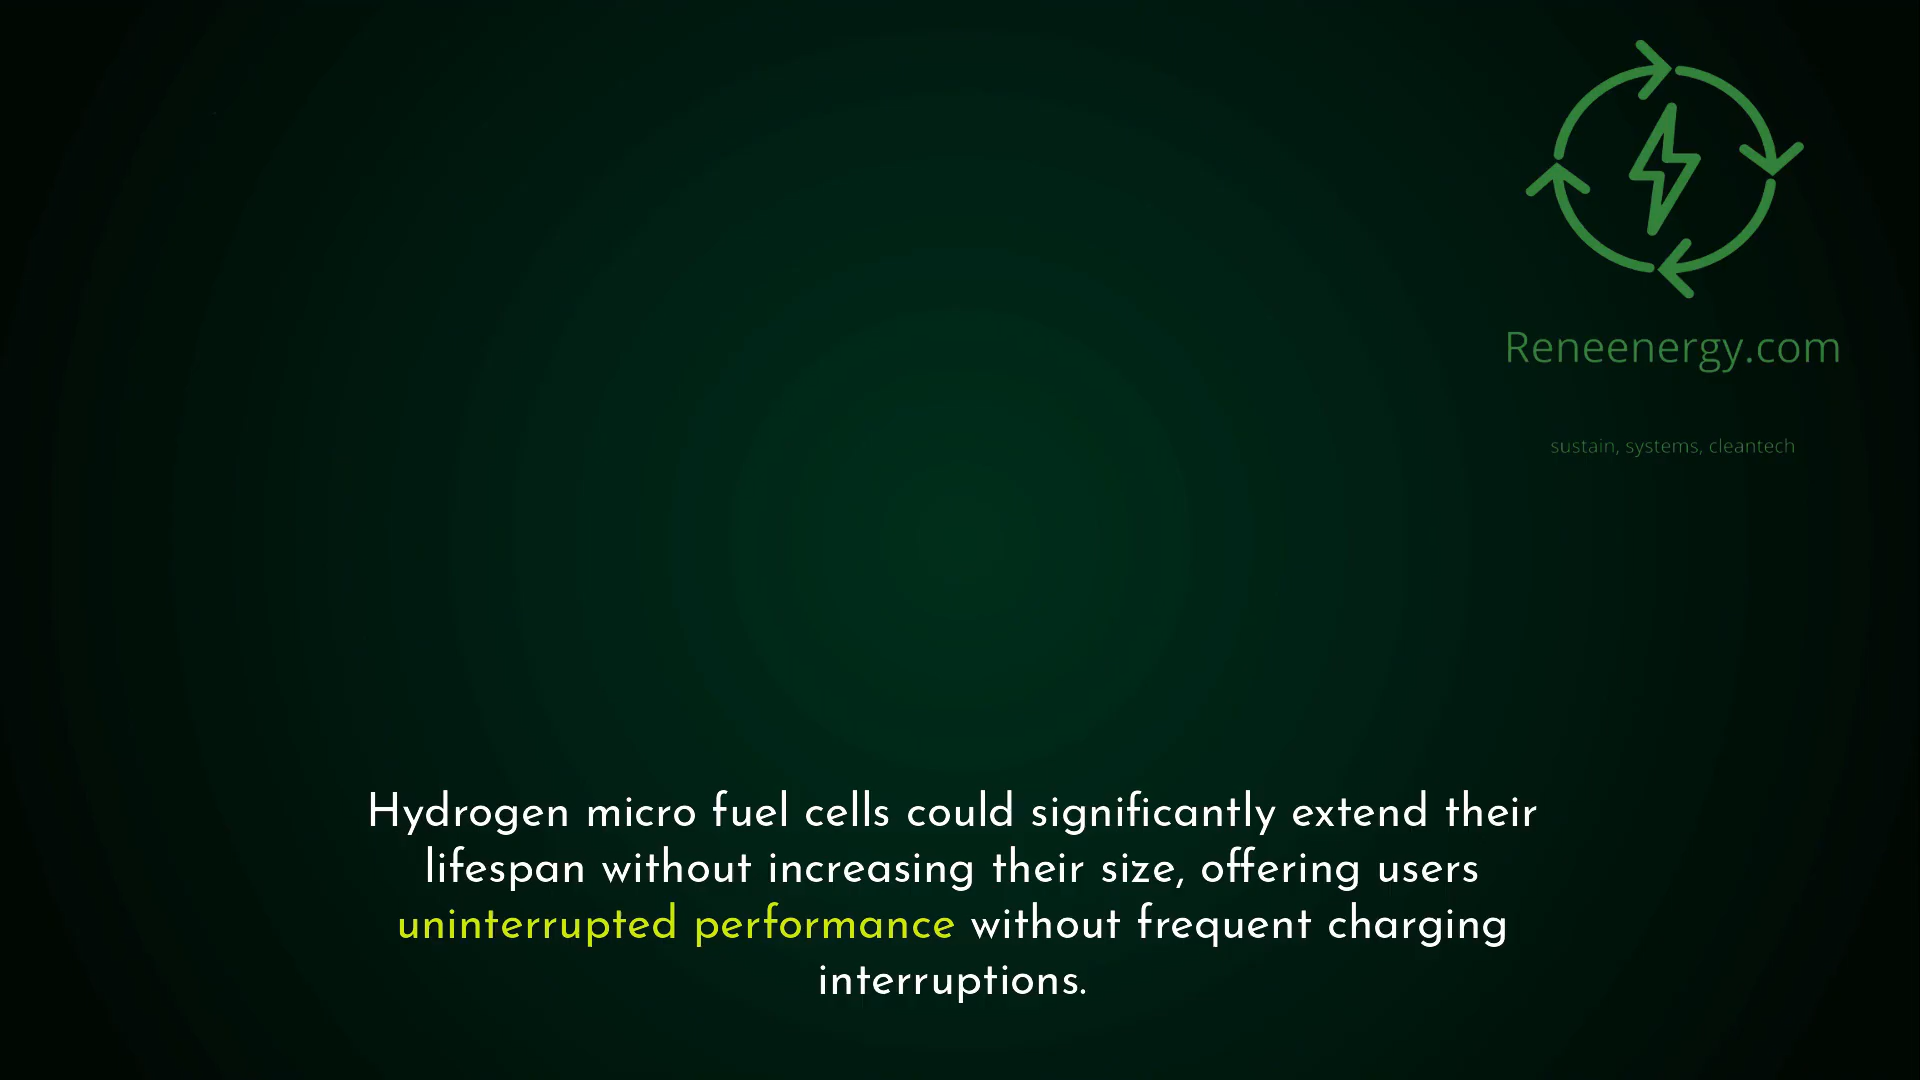 Reneenergy.com
sustain, systems, cleantech
Hydrogen micro fuel cells could significantly extend their
lifespan without increasing their size, offering users
uninterrupted performance without frequent charging
interruptions.